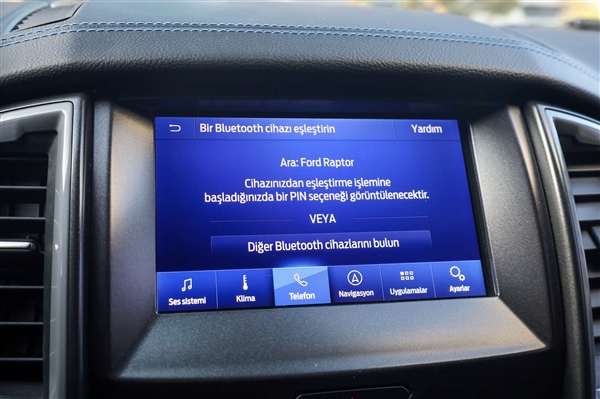 Bir Bluetooth cihazı eşleştirin
Yardım
Ara: Ford Raptor
Cihazınızdan eşleştirme işlemine
başladığınızda bir PIN seçeneği görüntülenecektir.
VEYA
Diğer Bluetooth cihazlarını bulun
Ses sistemi
Klima
Telefon
Navigasyon
Uygulamalar
Ayarlar